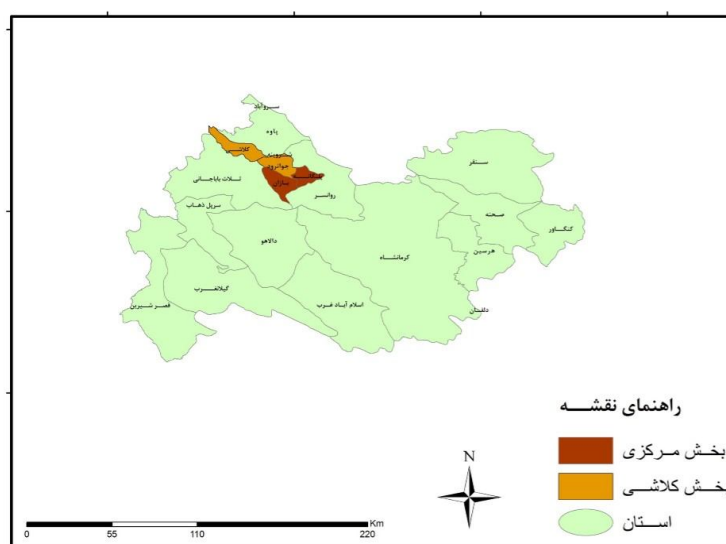 سروآباد
پاوه
کلاشی
جوانرود
سنقر
ثلاث باباجانی
بازان
روانسر
سرپل ذهاب
صحنه
کنگاور
دالاهو
کرمانشاه
هرسین
گیلانغرب
قصر شیرین
اسلام آباد غرب
دلفان
راهنمای نقشه
بخش مرکزی
بخش کلاشی
استان
N
Km
0 55 110 220